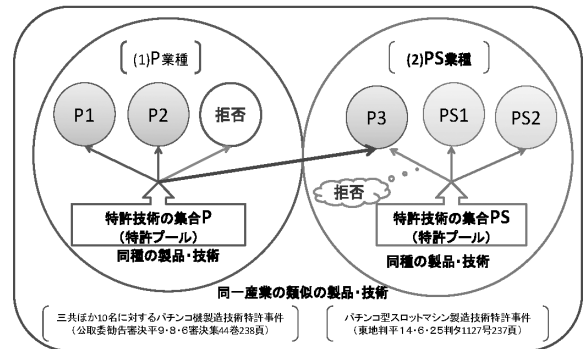 (1)P業種
(2)PS業種
P1
P2
拒否
P3
PS1
PS2
拒否
特許技術の集合P
(特許プール)
同種の製品・技術
特許技術の集合PS
(特許プール)
同種の製品・技術
同一産業の類似の製品・技術
三共ほか10名に対するパチンコ機製造技術特許事件
(公取委勧告審決平9・8・6審決集44巻238頁)
パチンコ型スロットマシン製造技術特許事件
(東地判平14・6・25判タ1127号237頁)